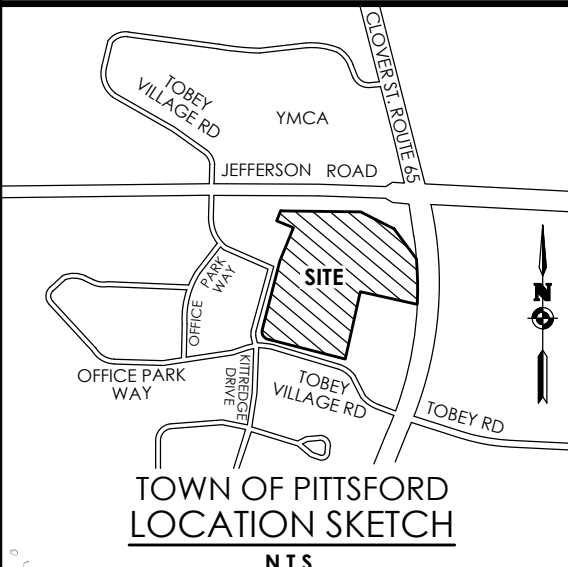 CLOVER ST. ROUTE 65
TOBEY
VILLAGE RD
YMCA
JEFFERSON ROAD
OFFICE PARK
WAY
SITE
N
OFFICE PARK
WAY
KITTREDGE
DRIVE
TOBEY
VILLAGE RD
TOBEY RD
TOWN OF PITTSFORD
LOCATION SKETCH
N.T.S.